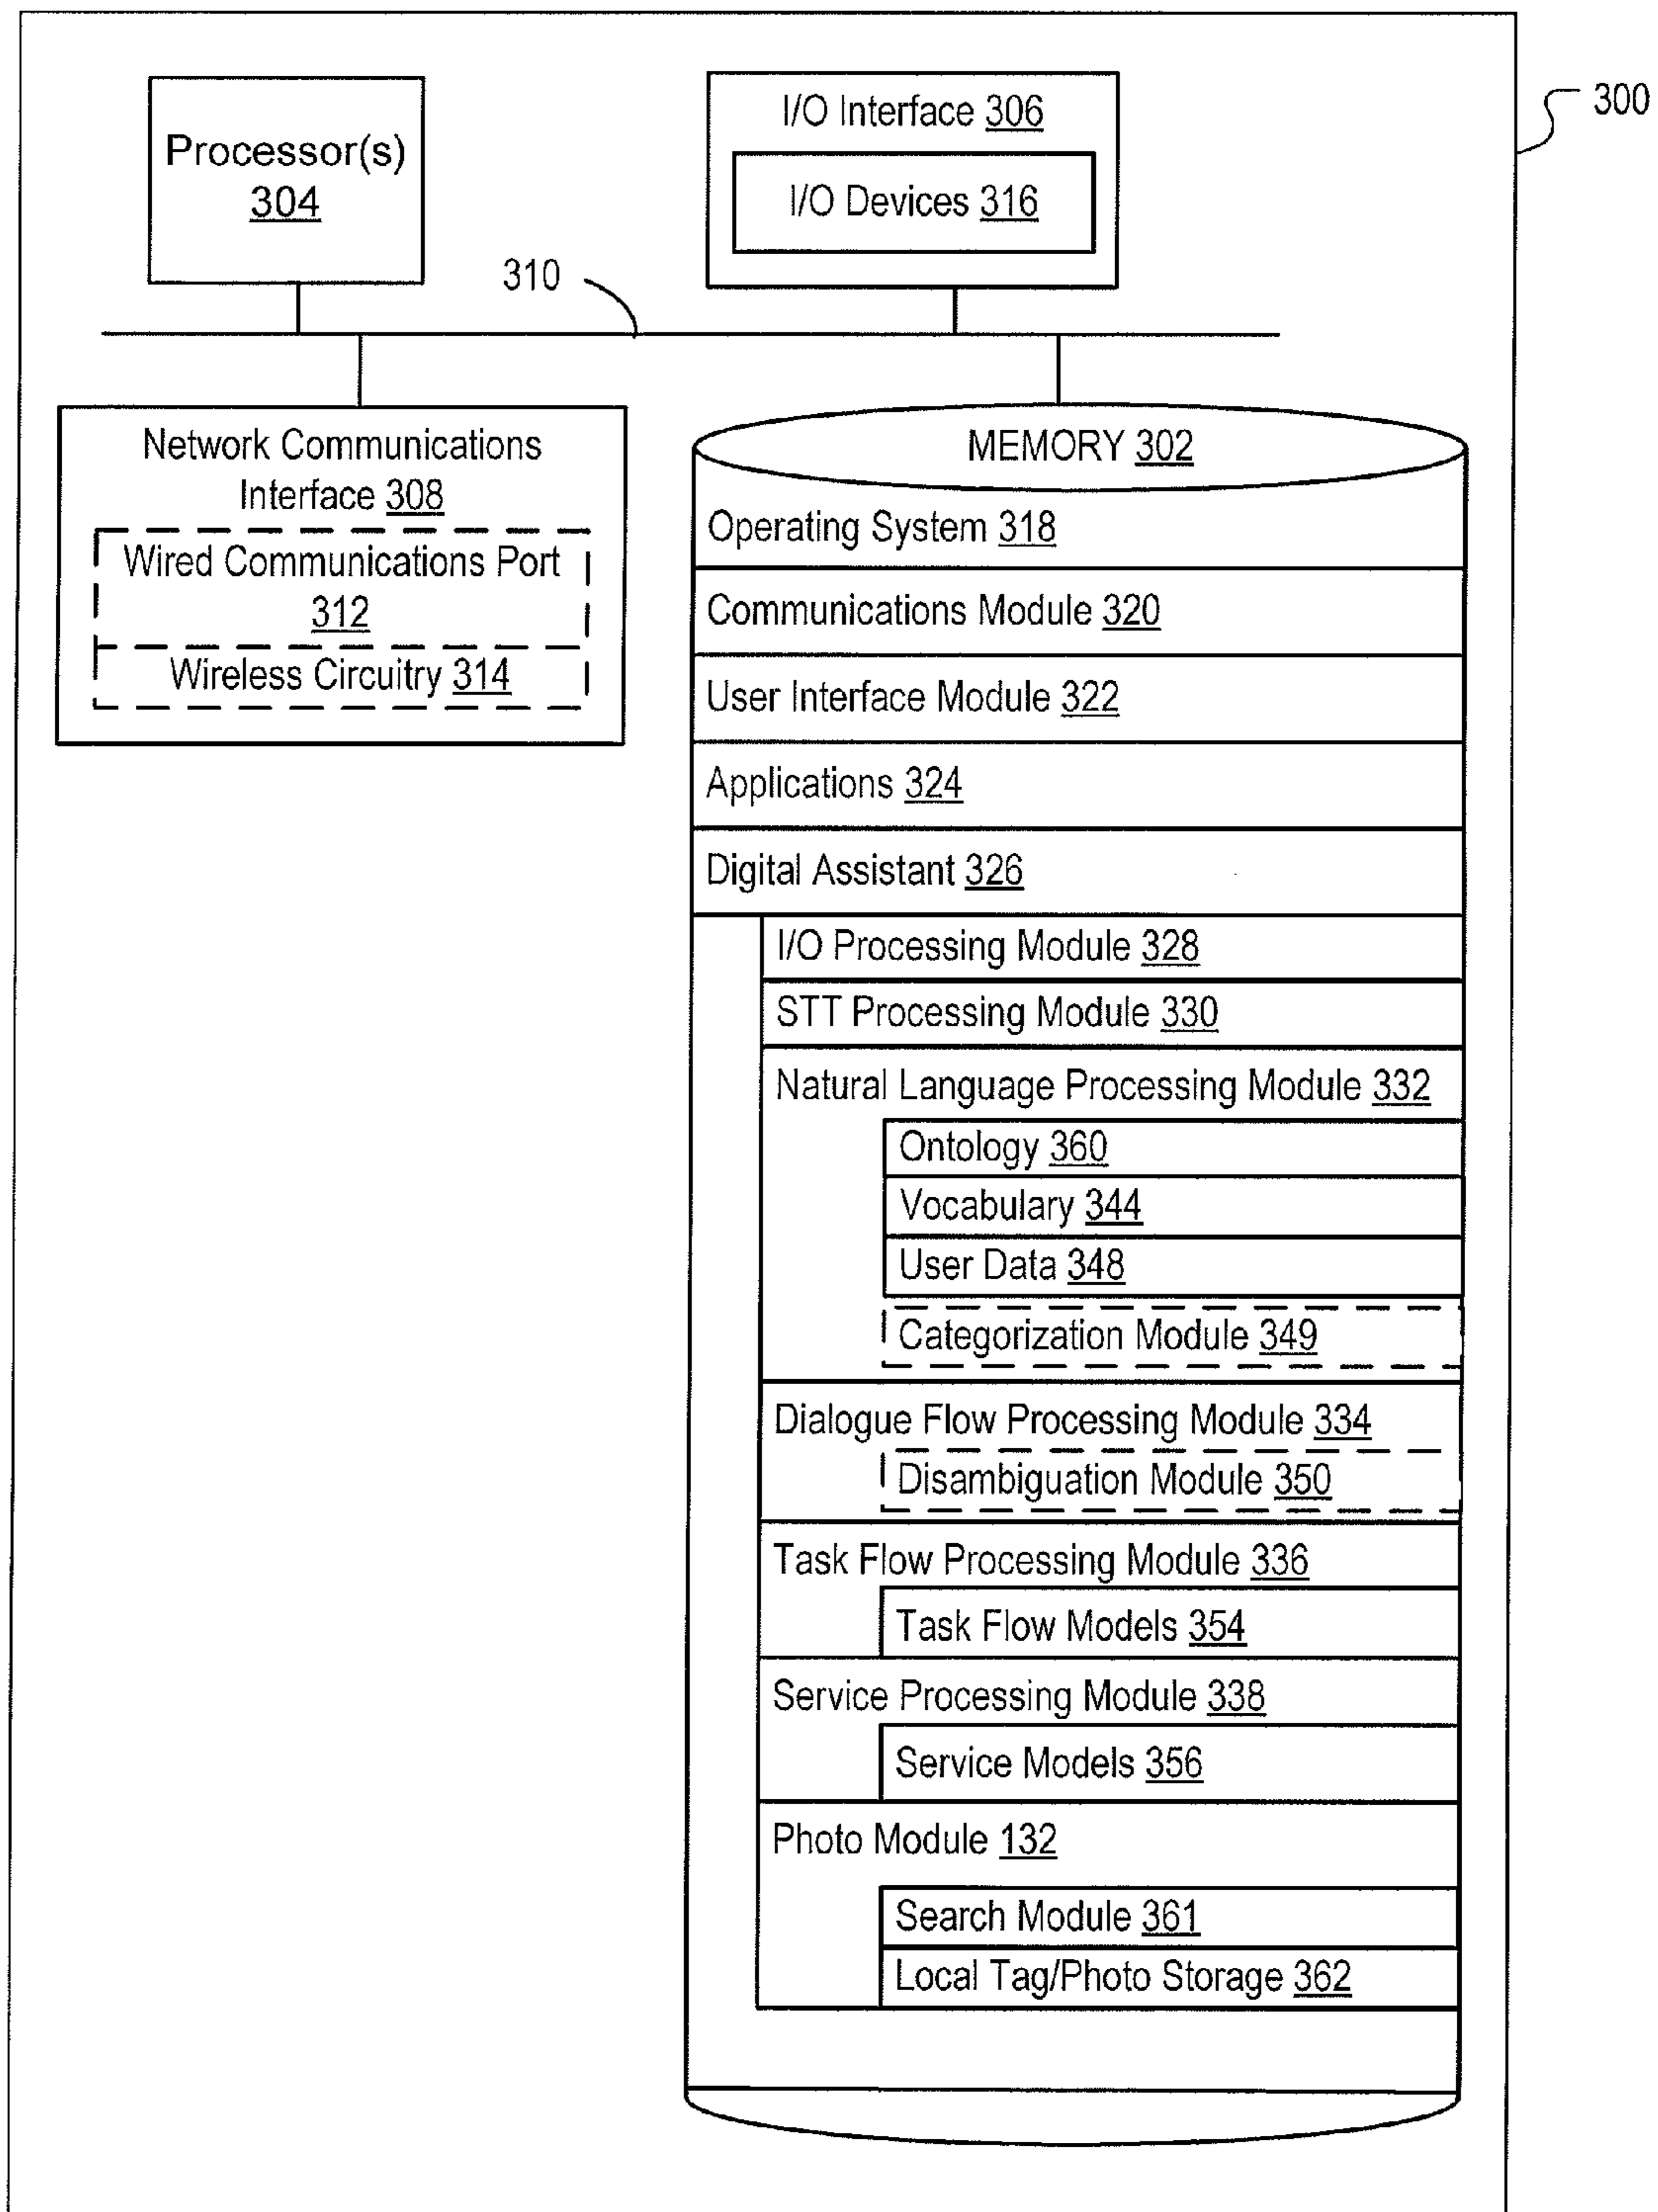 300
Processor(s)
304
I/O Interface 306
I/O Devices 316
310
Network Communications
Interface 308
Wired Communications Port
312
Wireless Circuitry 314
MEMORY 302
Operating System 318
Communications Module 320
User Interface Module 322
Applications 324
Digital Assistant 326
I/O Processing Module 328
STT Processing Module 330
Natural Language Processing Module 332
Ontology 360
Vocabulary 344
User Data 348
Categorization Module 349
Dialogue Flow Processing Module 334
Disambiguation Module 350
Task Flow Processing Module 336
Task Flow Models 354
Service Processing Module 338
Service Models 356
Photo Module 132
Search Module 361
Local Tag/Photo Storage 362